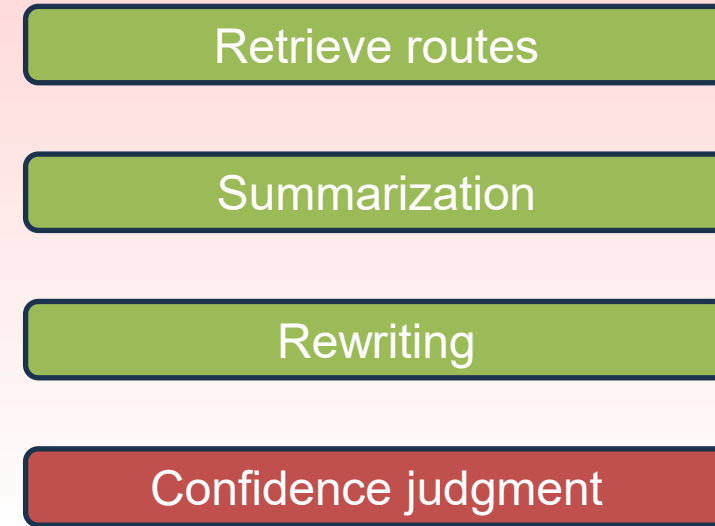 Retrieve routes
Summarization
Rewriting
Confidence judgment